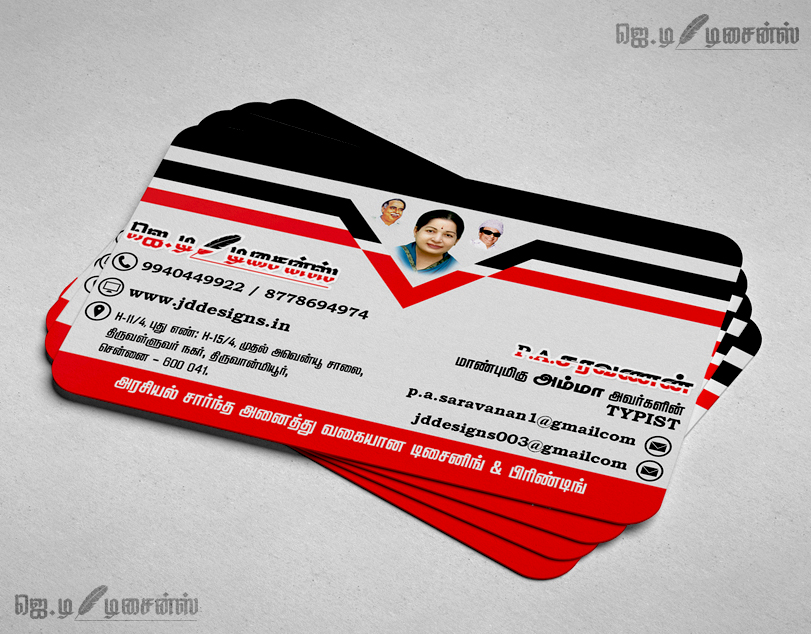 ஜெ.டி டிசைன்ஸ்
ஜெ.டி டிசைன்ஸ்
9940449922 / 8778694974
www.jddesigns.in
H-11/4, புது எண்: H-15/4, முதல் அவென்யூ சாலை,
திருவள்ளுவர் நகர், திருவான்மியூர்,
சென்னை - 600 041.
P.A.சரவணன்
மாண்புமிகு அம்மா அவர்களின்
TYPIST
p.a.saravanan1@gmailcom
jddesigns003@gmailcom
அரசியல் சார்ந்த அனைத்து வகையான டிசைனிங் & பிரிண்டிங்
ஜெ.டி டிசைன்ஸ்